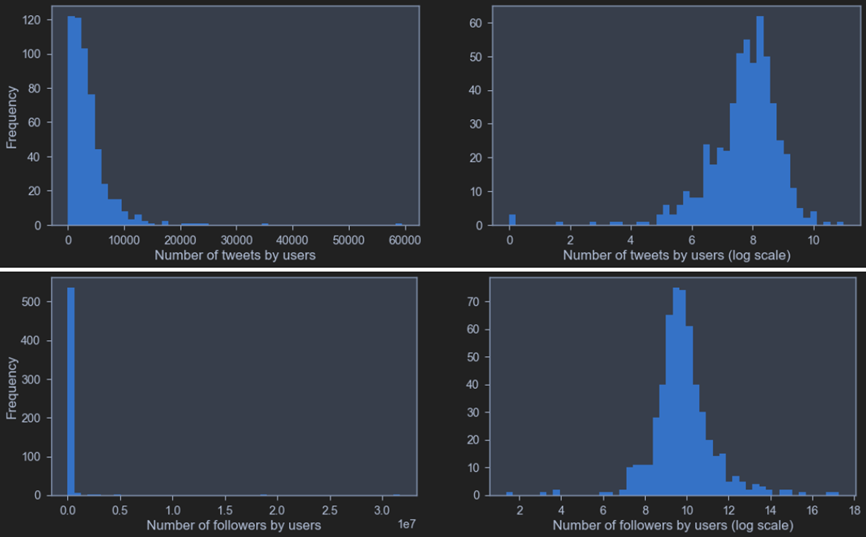 120
100
80
60
40
20
0
Frequency
0 10000 20000 30000 40000 50000 60000
Number of tweets by users
60
50
40
30
20
10
0
0 2 4 6 8 10
Number of tweets by users (log scale)
500
400
300
200
100
0
Frequency
0.0 0.5 1.0 1.5 2.0 2.5 3.0
1e7
Number of followers by users
70
60
50
40
30
20
10
0
2 4 6 8 10 12 14 16 18
Number of followers by users (log scale)